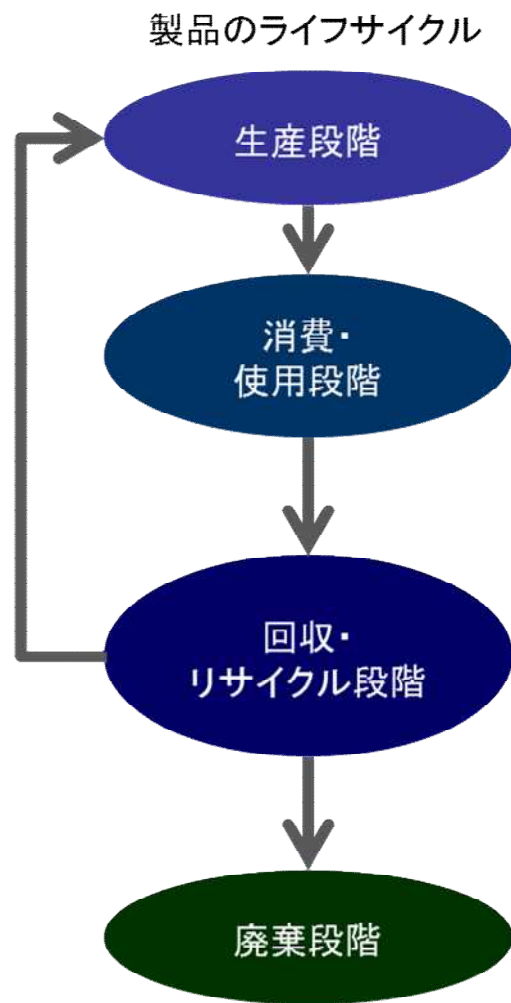 製品のライフサイクル
生産段階
消費・
使用段階
回収・
リサイクル段階
廃棄段階